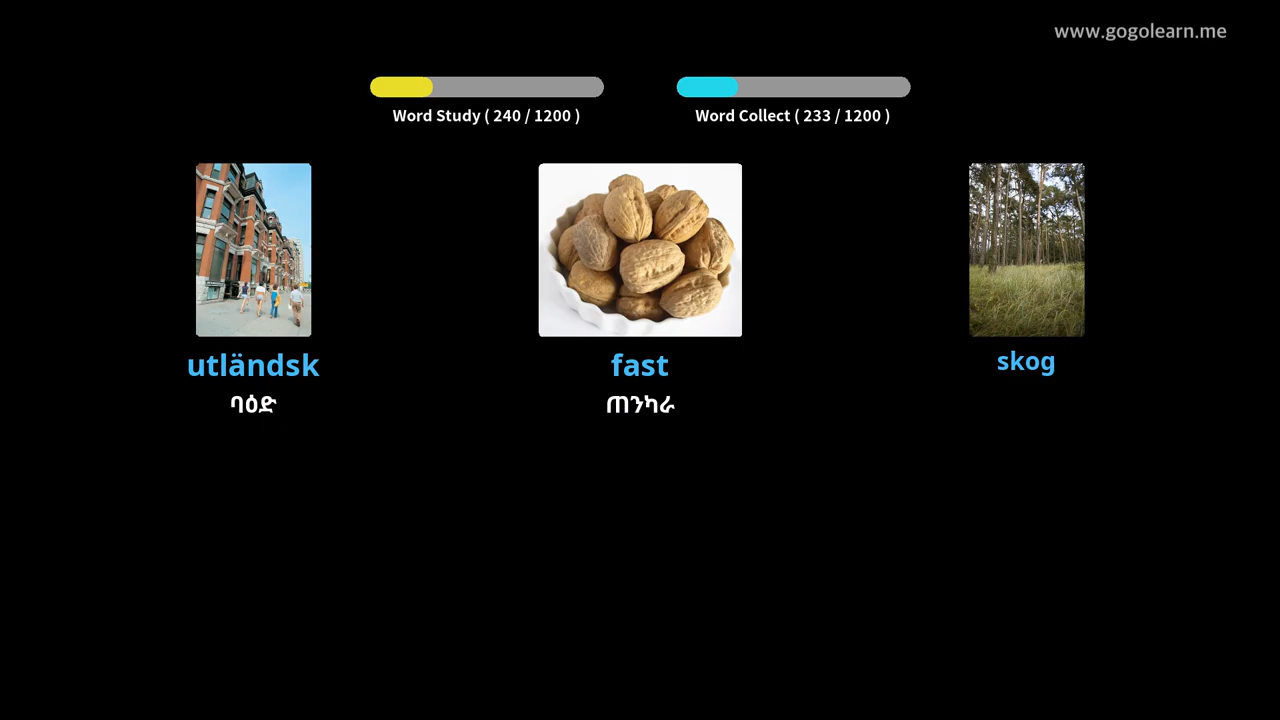 www.gogolearn.me
Word Study ( 240 / 1200 )
Word Collect ( 233 / 1200 )
utländsk
fast
skog
ባዕድ
ጠንካራ